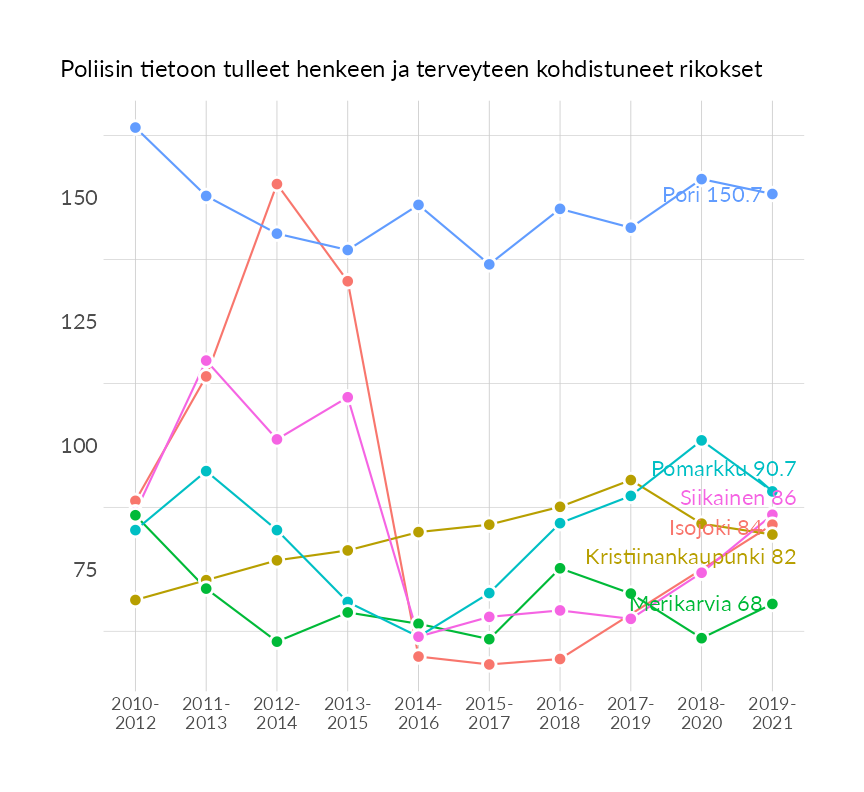 Poliisin tietoon tulleet henkeen ja terveyteen kohdistuneet rikokset
150
125
100
75
Pori 150.7
Pomarkku 90.7
Siikainen 86
Isojoki 84
Kristiinankaupunki 82
Merikarvia 68
2010- 2011- 2012- 2013- 2014- 2015- 2016- 2017- 2018- 2019-
2012 2013 2014 2015 2016 2017 2018 2019 2020 2021